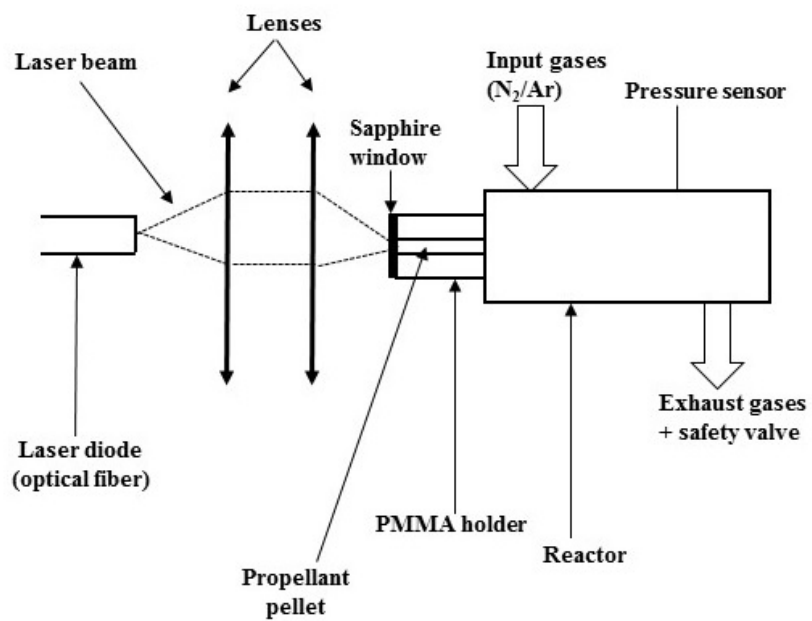 Lenses
Laser beam
Input gases
(N₂/Ar)
Pressure sensor
Sapphire
window
Laser diode
(optical fiber)
Exhaust gases
+ safety valve
PMMA holder
Reactor
Propellant
pellet